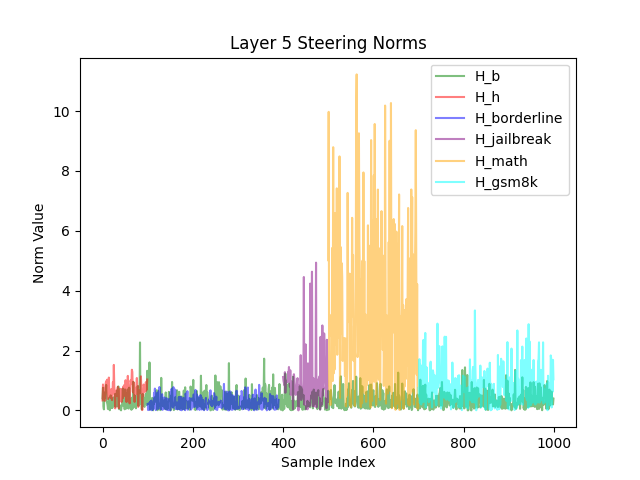 Layer 5 Steering Norms
H_b
H_h
H_borderline
H_jailbreak
H_math
H_gsm8k
Norm Value
10
8
6
4
2
0
0
200
400
600
800
1000
Sample Index